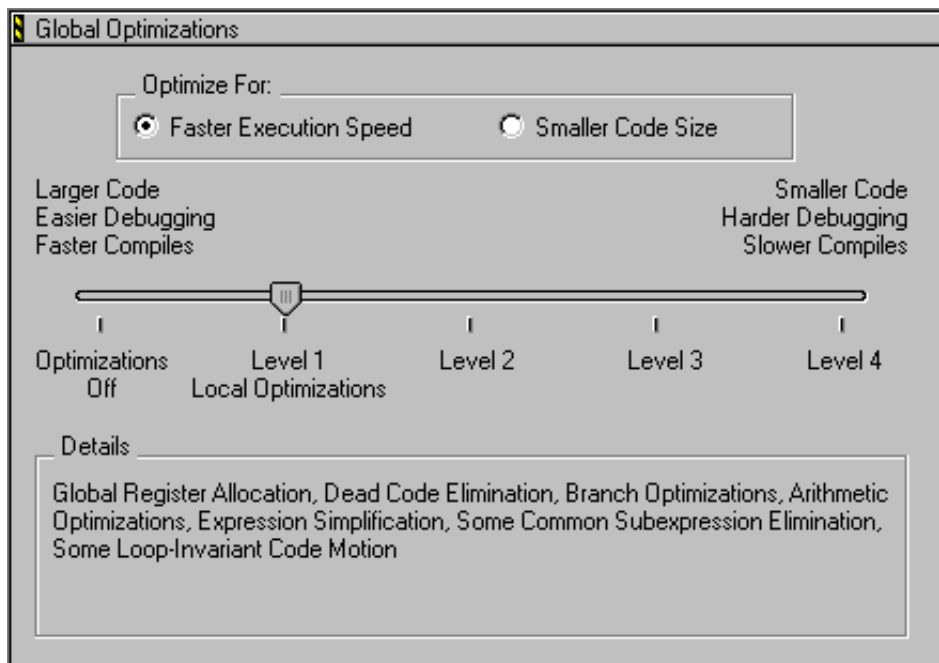 Global Optimizations
Optimize For:
Faster Execution Speed
Smaller Code Size
Larger Code
Easier Debugging
Faster Compiles
Smaller Code
Harder Debugging
Slower Compiles
Optimizations
Off
Level 1
Local Optimizations
Level 2
Level 3
Level 4
Details
Global Register Allocation, Dead Code Elimination, Branch Optimizations, Arithmetic
Optimizations, Expression Simplification, Some Common Subexpression Elimination,
Some Loop-Invariant Code Motion